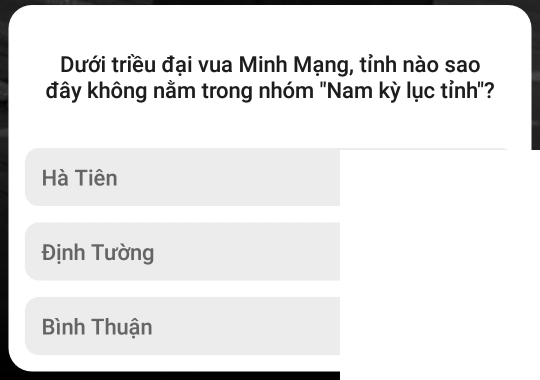 Dưới triều đại vua Minh Mạng, tỉnh nào sao
đây không nằm trong nhóm "Nam kỳ lục tỉnh"?
Hà Tiên
Định Tường
Bình Thuận